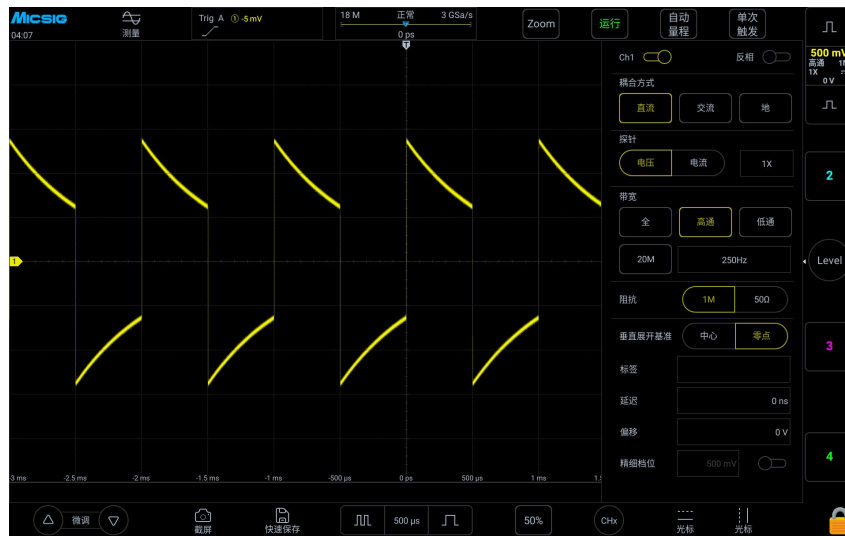 Micsig
04:07
测量
Trig A ① -5 mV
18 M 正常 3 GSa/s
0 ps
T
Zoom
运行
自动
量程
单次
触发
Ch1
反相
500 mV
高通
1X
0 V
耦合方式
直流 交流 地
探针
电压 电流 1X
2
带宽
全 高通 低通
20M 250Hz
1
Level
阻抗 1M 50Ω
垂直展开基准 中心 零点
3
标签
延迟 0 ns
偏移 0 V
精细档位 500 mV
4
-2.5 ms -2 ms -1.5 ms -1 ms -500 μs 0 ps 500 μs 1 ms
微调
截屏
快速保存
500 μs
50%
CHx
光标
光标